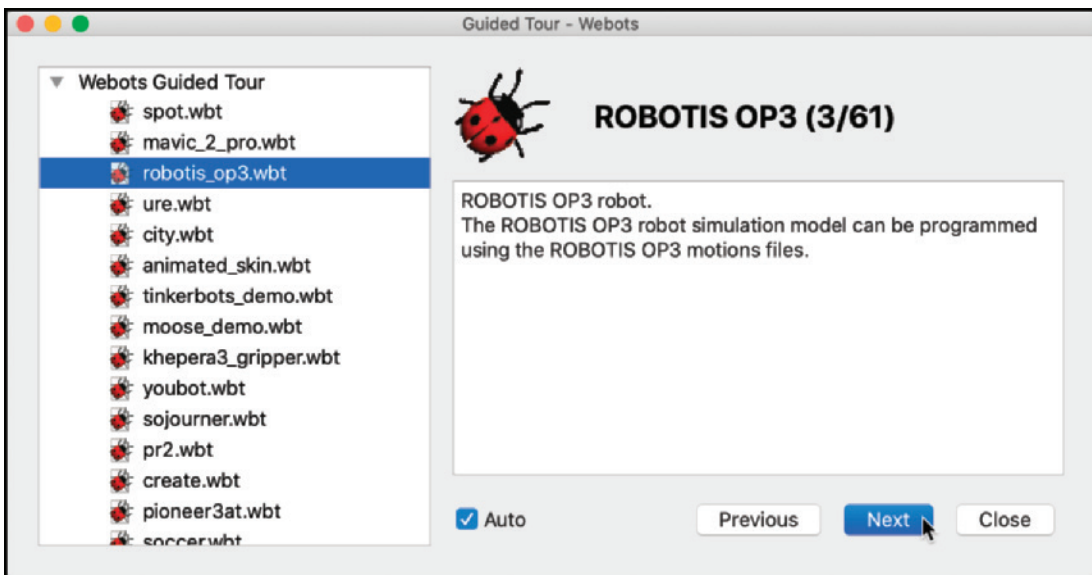 Guided Tour - Webots
Webots Guided Tour
spot.wbt
mavic_2_pro.wbt
robotis_op3.wbt
ure.wbt
city.wbt
animated_skin.wbt
tinkerbots_demo.wbt
moose_demo.wbt
khepera3_gripper.wbt
youbot.wbt
sojourner.wbt
pr2.wbt
create.wbt
pioneer3at.wbt
soccer.wbt
ROBOTIS OP3 (3/61)
ROBOTIS OP3 robot.
The ROBOTIS OP3 robot simulation model can be programmed
using the ROBOTIS OP3 motions files.
Auto
Previous
Next
Close